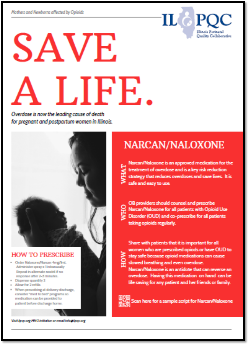 Mothers and Newborns affected by Opioids
IL PQC
Illinois Perinatal
Quality Collaborative
SAVE
A LIFE.
Overdose is now the leading cause of death
for pregnant and postpartum women in Illinois.
NARCAN/NALOXONE
WHAT
Narcan/Naloxone is an approved medication for the
treatment of overdose and is a key risk reduction
strategy that reduces overdoses and save lives. It is
safe and easy to use.
WHO
OB providers should counsel and prescribe
Narcan/Naloxone for all patients with Opioid Use
Disorder (OUD) and co-prescribe for all patients
taking opioids regularly.
HOW
Share with patients that it is important for all
women who are prescribed opioids or have OUD to
stay safe because opioid medications can cause
slowed breathing and even overdose.
Narcan/Naloxone is an antidote that can reverse an
overdose. Having this medication on hand can be
life saving for any patient and their friends or family.
Scan here for a sample script for Narcan/Naloxone
HOW TO PRESCRIBE